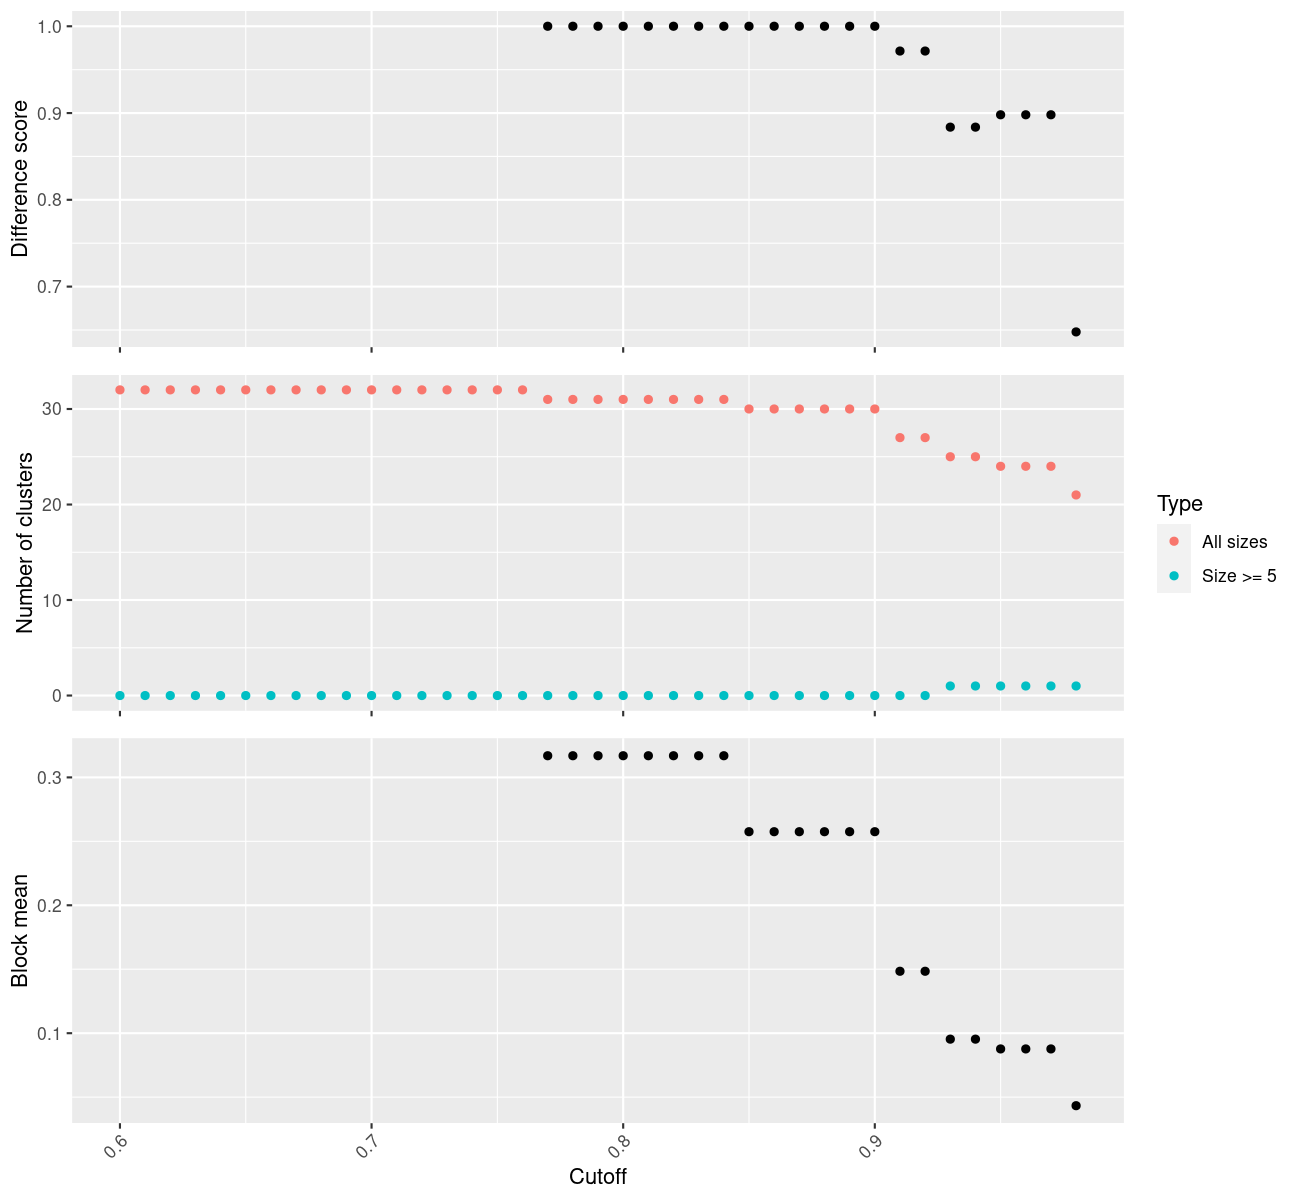 Difference score
1.0
0.9
0.8
0.7
Number of clusters
30
20
10
0
Type
All sizes
Size >= 5
Block mean
0.3
0.2
0.1
0.6
0.7
0.8
0.9
Cutoff